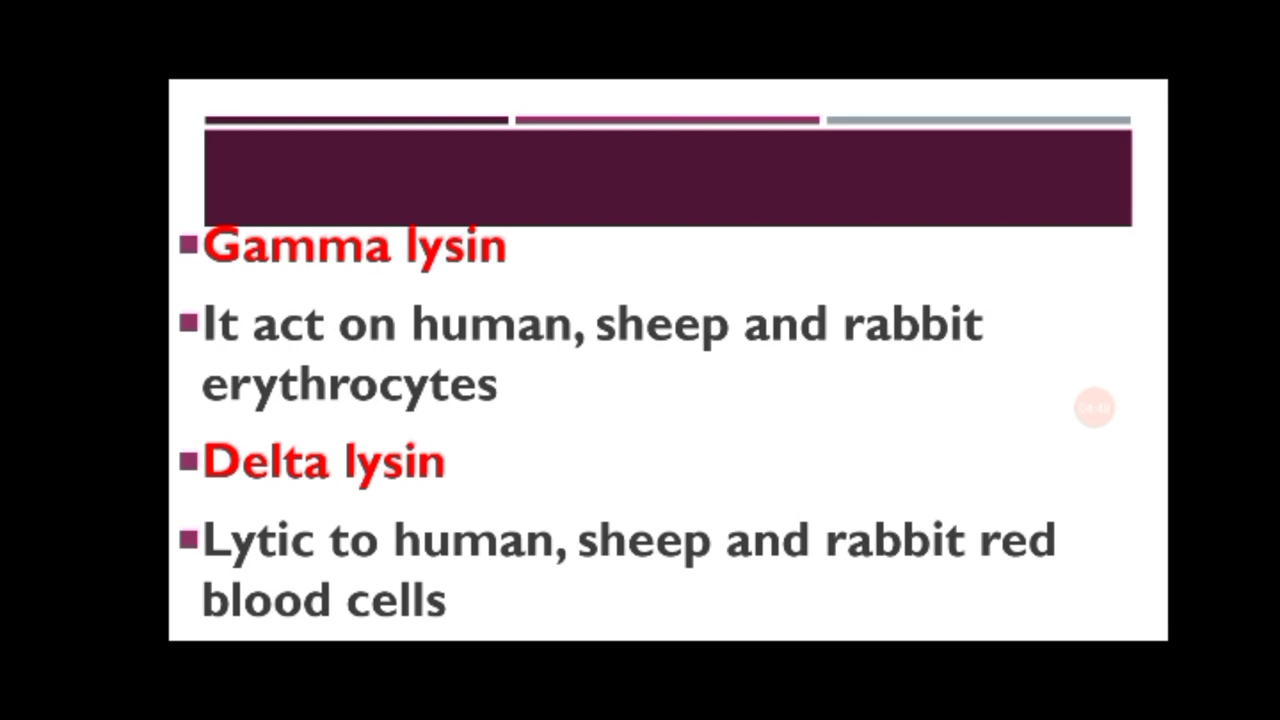 Gamma lysin
It act on human, sheep and rabbit
erythrocytes
Delta lysin
Lytic to human, sheep and rabbit red
blood cells